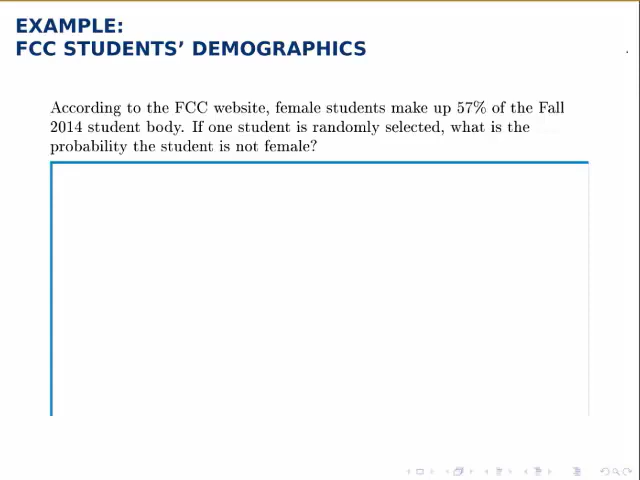 EXAMPLE:
FCC STUDENTS’ DEMOGRAPHICS
According to the FCC website, female students make up 57% of the Fall
2014 student body. If one student is randomly selected, what is the
probability the student is not female?